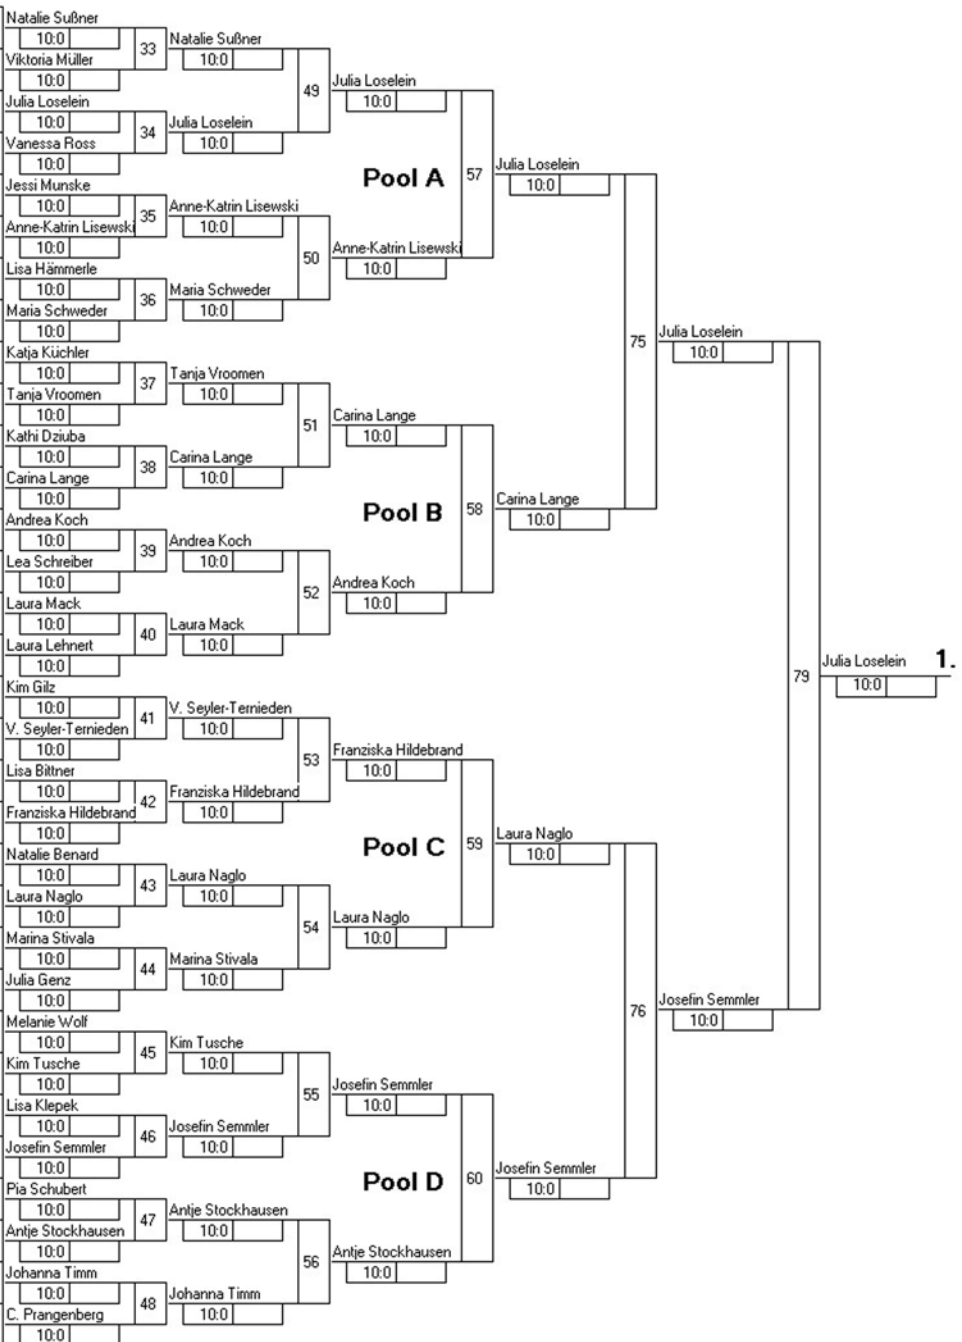 Natalie Sußner
10:0
33
Natalie Sußner
10:0
Viktoria Müller
10:0
49
Julia Loselein
10:0
Julia Loselein
10:0
34
Julia Loselein
10:0
Vanessa Ross
10:0
Pool A
57
Julia Loselein
10:0
Jessi Munske
10:0
35
Anne-Katrin Lisewski
10:0
Anne-Katrin Lisewski
10:0
50
Anne-Katrin Lisewski
10:0
Lisa Hämmerle
10:0
36
Maria Schweder
10:0
Maria Schweder
10:0
75
Julia Loselein
10:0
Katja Küchler
10:0
37
Tanja Vroomen
10:0
Tanja Vroomen
10:0
51
Carina Lange
10:0
Kathi Dziuba
10:0
38
Carina Lange
10:0
Carina Lange
10:0
Pool B
58
Carina Lange
10:0
Andrea Koch
10:0
39
Andrea Koch
10:0
Lea Schreiber
10:0
52
Andrea Koch
10:0
Laura Mack
10:0
40
Laura Mack
10:0
Laura Lehnert
10:0
79
Julia Loselein 1.
10:0
Kim Gilz
10:0
41
V. Seyler-Ternieden
10:0
V. Seyler-Ternieden
10:0
53
Franziska Hildebrand
10:0
Lisa Bittner
10:0
42
Franziska Hildebrand
10:0
Franziska Hildebrand
10:0
Pool C
59
Laura Naglo
10:0
Natalie Benard
10:0
43
Laura Naglo
10:0
Laura Naglo
10:0
54
Laura Naglo
10:0
Marina Stivala
10:0
44
Marina Stivala
10:0
Julia Genz
10:0
76
Josefin Semmler
10:0
Melanie Wolf
10:0
45
Kim Tusche
10:0
Kim Tusche
10:0
55
Josefin Semmler
10:0
Lisa Klepek
10:0
46
Josefin Semmler
10:0
Josefin Semmler
10:0
Pool D
60
Josefin Semmler
10:0
Pia Schubert
10:0
47
Antje Stockhausen
10:0
Antje Stockhausen
10:0
56
Antje Stockhausen
10:0
Johanna Timm
10:0
48
Johanna Timm
10:0
C. Prangenberg
10:0